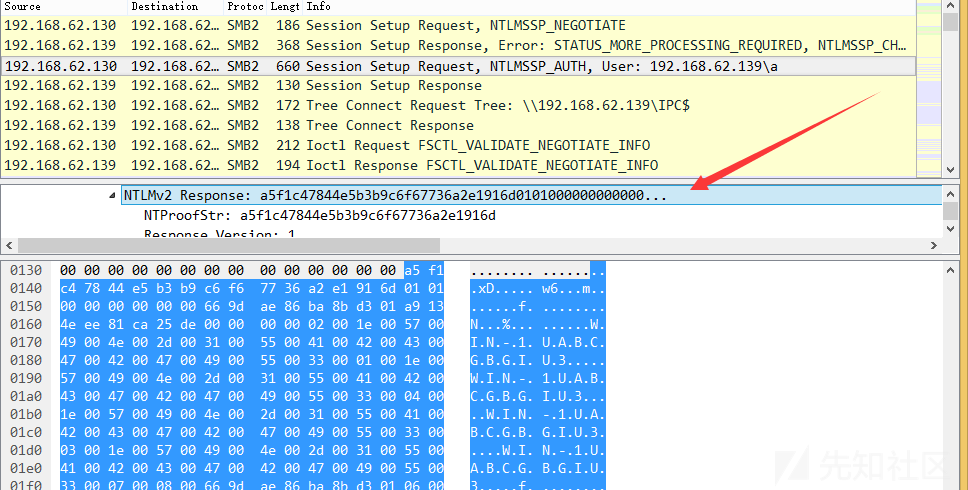 Source Destination Protoc Lengt Info
192.168.62.130 192.168.62… SMB2 186 Session Setup Request, NTLMSSP_NEGOTIATE
192.168.62.139 192.168.62… SMB2 368 Session Setup Response, Error: STATUS_MORE_PROCESSING_REQUIRED, NTLMSSP_CH…
192.168.62.130 192.168.62… SMB2 660 Session Setup Request, NTLMSSP_AUTH, User: 192.168.62.139\a
192.168.62.139 192.168.62… SMB2 130 Session Setup Response
192.168.62.130 192.168.62… SMB2 172 Tree Connect Request Tree: \\192.168.62.139\IPC$
192.168.62.139 192.168.62… SMB2 138 Tree Connect Response
192.168.62.130 192.168.62… SMB2 212 Ioctl Request FSCTL_VALIDATE_NEGOTIATE_INFO
192.168.62.139 192.168.62… SMB2 194 Ioctl Response FSCTL_VALIDATE_NEGOTIATE_INFO
NTLMv2 Response: a5f1c47844e5b3b9c6f67736a2e1916d0101000000000000...
NTProofStr: a5f1c47844e5b3b9c6f67736a2e1916d
Response Version: 1
0130 00 00 00 00 00 00 00 00 00 00 00 00 00 00 a5 f1 ........ ........
0140 c4 78 44 e5 b3 b9 c6 f6 77 36 a2 e1 91 6d 01 01 .xD..... w6...m..
0150 00 00 00 00 00 00 66 9d ae 86 ba 8b d3 01 a9 13 ......f. ........
0160 4e ee 81 ca 25 de 00 00 00 00 02 00 1e 00 57 00 N...%... ......W.
0170 49 00 4e 00 2d 00 31 00 55 00 41 00 42 00 43 00 I.N.-.1. U.A.B.C.
0180 47 00 42 00 47 00 49 00 55 00 33 00 01 00 1e 00 G.B.G.I. U.3.....
0190 57 00 49 00 4e 00 2d 00 31 00 55 00 41 00 42 00 W.I.N.-. 1.U.A.B.
01a0 43 00 47 00 42 00 47 00 49 00 55 00 33 00 04 00 C.G.B.G. I.U.3...
01b0 1e 00 57 00 49 00 4e 00 2d 00 31 00 55 00 41 00 ..W.I.N. -.1.U.A.
01c0 42 00 43 00 47 00 42 00 47 00 49 00 55 00 33 00 B.C.G.B. G.I.U.3.
01d0 03 00 1e 00 57 00 49 00 4e 00 2d 00 31 00 55 00 ....W.I. N.-.1.U.
01e0 41 00 42 00 43 00 47 00 42 00 47 00 49 00 55 00 A.B.C.G. B.G.I.U.
01f0 33 00 07 00 08 00 66 9d ae 86 ba 8b d3 01 06 00 3.....f. ........
先知社区